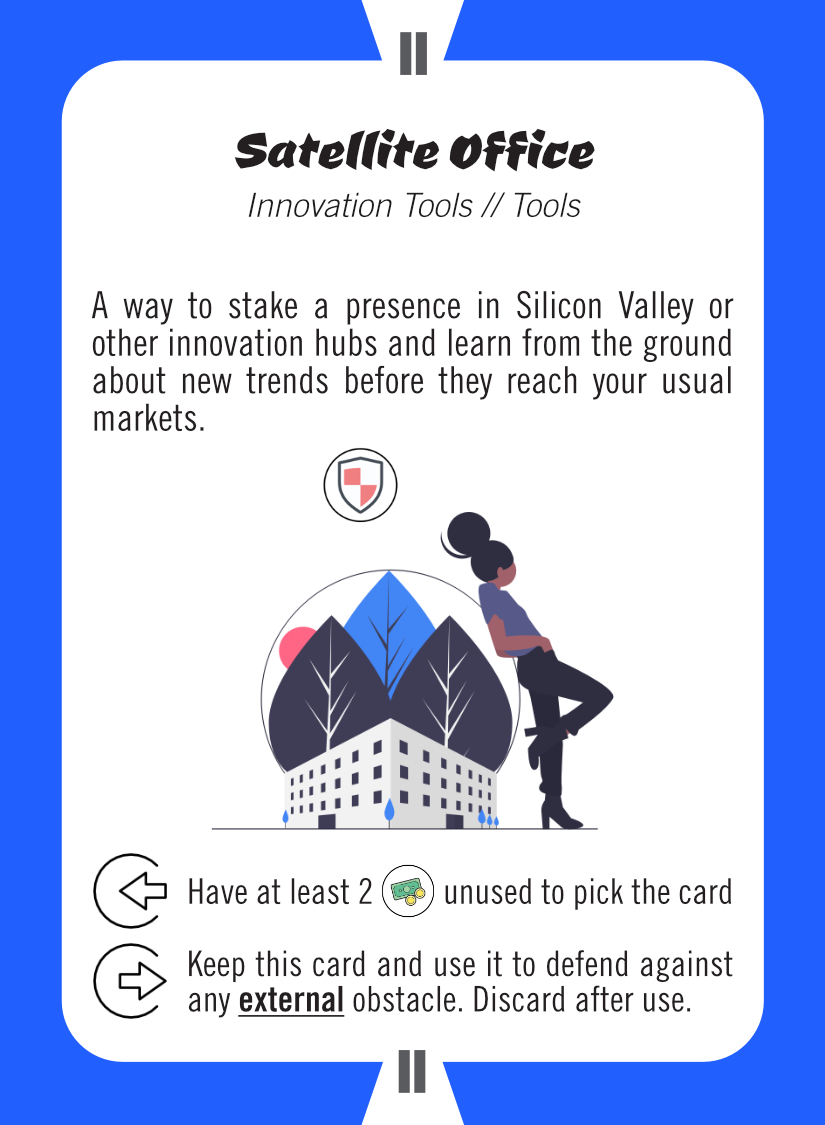 II
Satellite Office
Innovation Tools // Tools
A way to stake a presence in Silicon Valley or
other innovation hubs and learn from the ground
about new trends before they reach your usual
markets.
Have at least 2 unused to pick the card
Keep this card and use it to defend against
any external obstacle. Discard after use.
II